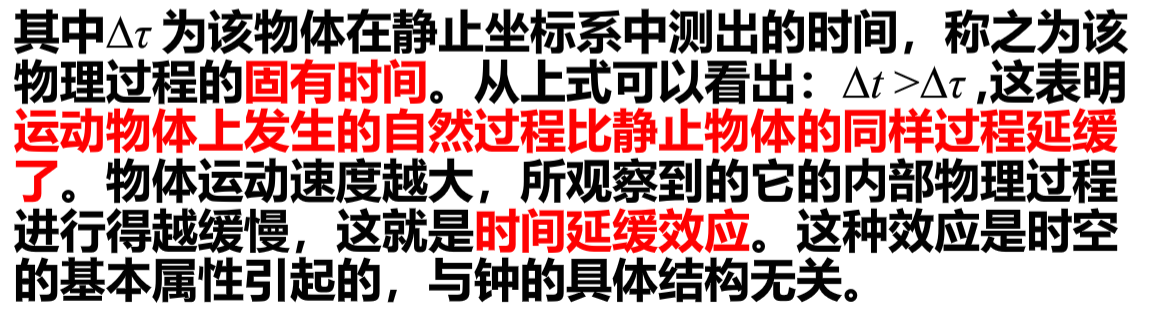 其中Δτ 为该物体在静止坐标系中测出的时间，称之为该
物理过程的固有时间。从上式可以看出：Δt >Δτ ,这表明
运动物体上发生的自然过程比静止物体的同样过程延缓
了。物体运动速度越大，所观察到的它的内部物理过程
进行得越缓慢，这就是时间延缓效应。这种效应是时空
的基本属性引起的，与钟的具体结构无关。